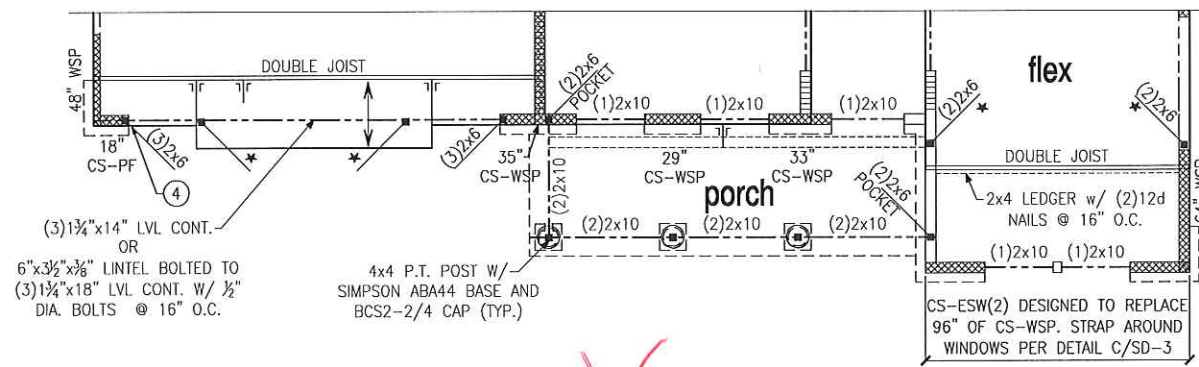 48" WSP
DOUBLE JOIST
18"
CS-PF
(3)2x6
4
(3)1¾"x14" LVL CONT.
OR
6"x3½"x⅜" LINTEL BOLTED TO
(3)1¾"x18" LVL CONT. W/ ½"
DIA. BOLTS @ 16" O.C.
(3)2x6
(2)2x6
POCKET
35"
CS-WSP
(1)2x10
(1)2x10
(1)2x10
29"
CS-WSP
33"
CS-WSP
porch
(2)2x10
(2)2x10
(2)2x10
(2)2x10
(2)2x6
POCKET
4x4 P.T. POST W/
SIMPSON ABA44 BASE AND
BCS2-2/4 CAP (TYP.)
flex
(2)2x6
(2)2x6
DOUBLE JOIST
2x4 LEDGER w/ (2)12d
NAILS @ 16" O.C.
(1)2x10
(1)2x10
CS-ESW(2) DESIGNED TO REPLACE
96" OF CS-WSP. STRAP AROUND
WINDOWS PER DETAIL C/SD-3